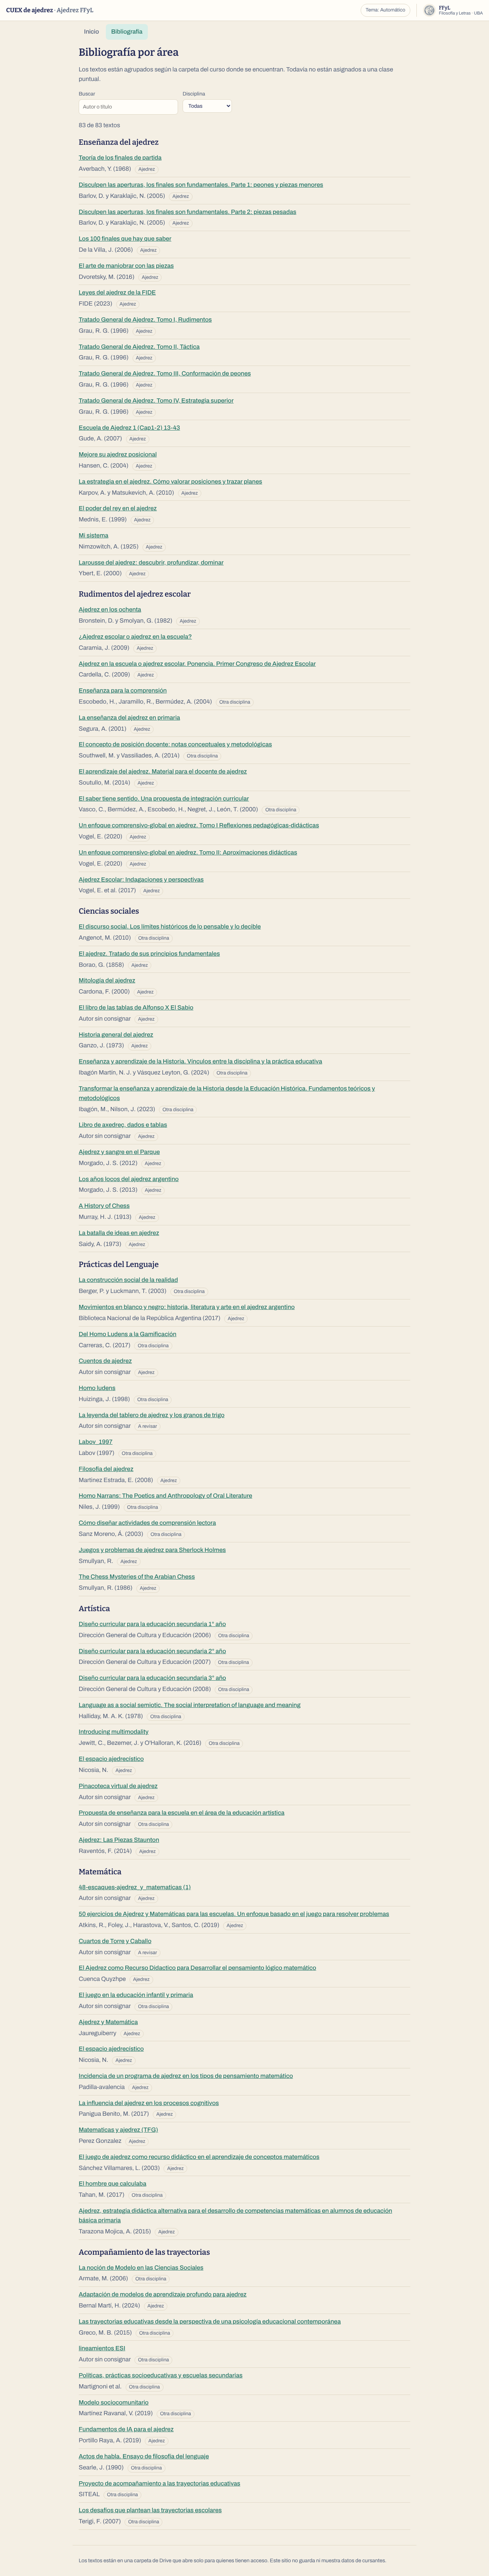 CUEX de ajedrez · Ajedrez FFyL
Tema: Automático
FFyL
Filosofía y Letras · UBA
Inicio
Bibliografía
Bibliografía por área
Los textos están agrupados según la carpeta del curso donde se encuentran. Todavía no están asignados a una clase
puntual.
Buscar
Disciplina
Autor o título
Todas
83 de 83 textos
Enseñanza del ajedrez
Teoría de los finales de partida
Averbach, Y. (1968) Ajedrez
Disculpen las aperturas, los finales son fundamentales. Parte 1: peones y piezas menores
Barlov, D. y Karaklajic, N. (2005) Ajedrez
Disculpen las aperturas, los finales son fundamentales. Parte 2: piezas pesadas
Barlov, D. y Karaklajic, N. (2005) Ajedrez
Los 100 finales que hay que saber
De la Villa, J. (2006) Ajedrez
El arte de maniobrar con las piezas
Dvoretsky, M. (2016) Ajedrez
Leyes del ajedrez de la FIDE
FIDE (2023) Ajedrez
Tratado General de Ajedrez. Tomo I, Rudimentos
Grau, R. G. (1996) Ajedrez
Tratado General de Ajedrez. Tomo II, Táctica
Grau, R. G. (1996) Ajedrez
Tratado General de Ajedrez. Tomo III, Conformación de peones
Grau, R. G. (1996) Ajedrez
Tratado General de Ajedrez. Tomo IV, Estrategia superior
Grau, R. G. (1996) Ajedrez
Escuela de Ajedrez 1 (Cap1-2) 13-43
Gude, A. (2007) Ajedrez
Mejore su ajedrez posicional
Hansen, C. (2004) Ajedrez
La estrategia en el ajedrez. Cómo valorar posiciones y trazar planes
Karpov, A. y Matsukevich, A. (2010) Ajedrez
El poder del rey en el ajedrez
Mednis, E. (1999) Ajedrez
Mi sistema
Nimzowitch, A. (1925) Ajedrez
Larousse del ajedrez: descubrir, profundizar, dominar
Ybert, E. (2000) Ajedrez
Rudimentos del ajedrez escolar
Ajedrez en los ochenta
Bronstein, D. y Smolyan, G. (1982) Ajedrez
¿Ajedrez escolar o ajedrez en la escuela?
Caramía, J. (2009) Ajedrez
Ajedrez en la escuela o ajedrez escolar. Ponencia. Primer Congreso de Ajedrez Escolar
Cardella, C. (2009) Ajedrez
Enseñanza para la comprensión
Escobedo, H., Jaramillo, R., Bermúdez, A. (2004) Otra disciplina
La enseñanza del ajedrez en primaria
Segura, A. (2001) Ajedrez
El concepto de posición docente: notas conceptuales y metodológicas
Southwell, M. y Vassiliades, A. (2014) Otra disciplina
El aprendizaje del ajedrez. Material para el docente de ajedrez
Soutullo, M. (2014) Ajedrez
El saber tiene sentido. Una propuesta de integración curricular
Vasco, C., Bermúdez, A., Escobedo, H., Negret, J., León, T. (2000) Otra disciplina
Un enfoque comprensivo-global en ajedrez. Tomo I Reflexiones pedagógicas-didácticas
Vogel, E. (2020) Ajedrez
Un enfoque comprensivo-global en ajedrez. Tomo II: Aproximaciones didácticas
Vogel, E. (2020) Ajedrez
Ajedrez Escolar: Indagaciones y perspectivas
Vogel, E. et al. (2017) Ajedrez
Ciencias sociales
El discurso social. Los límites históricos de lo pensable y lo decible
Angenot, M. (2010) Otra disciplina
El ajedrez. Tratado de sus principios fundamentales
Borao, G. (1858) Ajedrez
Mitología del ajedrez
Cardona, F. (2000) Ajedrez
El libro de las tablas de Alfonso X El Sabio
Autor sin consignar Ajedrez
Historia general del ajedrez
Ganzo, J. (1973) Ajedrez
Enseñanza y aprendizaje de la Historia. Vínculos entre la disciplina y la práctica educativa
Ibagón Martín, N. J. y Vásquez Leyton, G. (2024) Otra disciplina
Transformar la enseñanza y aprendizaje de la Historia desde la Educación Histórica. Fundamentos teóricos y
metodológicos
Ibagón, M., Nilson, J. (2023) Otra disciplina
Libro de axedrec, dados e tablas
Autor sin consignar Ajedrez
Ajedrez y sangre en el Parque
Morgado, J. S. (2012) Ajedrez
Los años locos del ajedrez argentino
Morgado, J. S. (2013) Ajedrez
A History of Chess
Murray, H. J. (1913) Ajedrez
La batalla de ideas en ajedrez
Saidy, A. (1973) Ajedrez
Prácticas del Lenguaje
La construcción social de la realidad
Berger, P. y Luckmann, T. (2003) Otra disciplina
Movimientos en blanco y negro: historia, literatura y arte en el ajedrez argentino
Biblioteca Nacional de la República Argentina (2017) Ajedrez
Del Homo Ludens a la Gamificación
Carreras, C. (2017) Otra disciplina
Cuentos de ajedrez
Autor sin consignar Ajedrez
Homo ludens
Huizinga, J. (1998) Otra disciplina
La leyenda del tablero de ajedrez y los granos de trigo
Autor sin consignar A revisar
Labov_1997
Labov (1997) Otra disciplina
Filosofía del ajedrez
Martínez Estrada, E. (2008) Ajedrez
Homo Narrans: The Poetics and Anthropology of Oral Literature
Niles, J. (1999) Otra disciplina
Cómo diseñar actividades de comprensión lectora
Sanz Moreno, Á. (2003) Otra disciplina
Juegos y problemas de ajedrez para Sherlock Holmes
Smullyan, R. Ajedrez
The Chess Mysteries of the Arabian Chess
Smullyan, R. (1986) Ajedrez
Artística
Diseño curricular para la educación secundaria 1° año
Dirección General de Cultura y Educación (2006) Otra disciplina
Diseño curricular para la educación secundaria 2° año
Dirección General de Cultura y Educación (2007) Otra disciplina
Diseño curricular para la educación secundaria 3° año
Dirección General de Cultura y Educación (2008) Otra disciplina
Language as a social semiotic. The social interpretation of language and meaning
Halliday, M. A. K. (1978) Otra disciplina
Introducing multimodality
Jewitt, C., Bezemer, J. y O'Halloran, K. (2016) Otra disciplina
El espacio ajedrecístico
Nicosia, N. Ajedrez
Pinacoteca virtual de ajedrez
Autor sin consignar Ajedrez
Propuesta de enseñanza para la escuela en el área de la educación artística
Autor sin consignar Otra disciplina
Ajedrez: Las Piezas Staunton
Raventós, F. (2014) Ajedrez
Matemática
48-escaques-ajedrez_y_matematicas (1)
Autor sin consignar Ajedrez
50 ejercicios de Ajedrez y Matemáticas para las escuelas. Un enfoque basado en el juego para resolver problemas
Atkins, R., Foley, J., Harastova, V., Santos, C. (2019) Ajedrez
Cuartos de Torre y Caballo
Autor sin consignar A revisar
El Ajedrez como Recurso Didactico para Desarrollar el pensamiento lógico matemático
Cuenca Quyzhpe Ajedrez
El juego en la educación infantil y primaria
Autor sin consignar Otra disciplina
Ajedrez y Matemática
Jaureguiberry Ajedrez
El espacio ajedrecístico
Nicosia, N. Ajedrez
Incidencia de un programa de ajedrez en los tipos de pensamiento matemático
Padilla-avalencia Ajedrez
La influencia del ajedrez en los procesos cognitivos
Panigua Benito, M. (2017) Ajedrez
Matematicas y ajedrez (TFG)
Perez Gonzalez Ajedrez
El juego de ajedrez como recurso didáctico en el aprendizaje de conceptos matemáticos
Sánchez Villamares, L. (2003) Ajedrez
El hombre que calculaba
Tahan, M. (2017) Otra disciplina
Ajedrez, estrategia didáctica alternativa para el desarrollo de competencias matemáticas en alumnos de educación
básica primaria
Tarazona Mojica, A. (2015) Ajedrez
Acompañamiento de las trayectorias
La noción de Modelo en las Ciencias Sociales
Armate, M. (2006) Otra disciplina
Adaptación de modelos de aprendizaje profundo para ajedrez
Bernal Martí, H. (2024) Ajedrez
Las trayectorias educativas desde la perspectiva de una psicología educacional contemporánea
Greco, M. B. (2015) Otra disciplina
lineamientos ESI
Autor sin consignar Otra disciplina
Políticas, prácticas socioeducativas y escuelas secundarias
Martignoni et al. Otra disciplina
Modelo sociocomunitario
Martínez Ravanal, V. (2019) Otra disciplina
Fundamentos de IA para el ajedrez
Portillo Raya, A. (2019) Ajedrez
Actos de habla. Ensayo de filosofía del lenguaje
Searle, J. (1990) Otra disciplina
Proyecto de acompañamiento a las trayectorias educativas
SITEAL Otra disciplina
Los desafíos que plantean las trayectorias escolares
Terigi, F. (2007) Otra disciplina
Los textos están en una carpeta de Drive que abre solo para quienes tienen acceso. Este sitio no guarda ni muestra datos de cursantes.